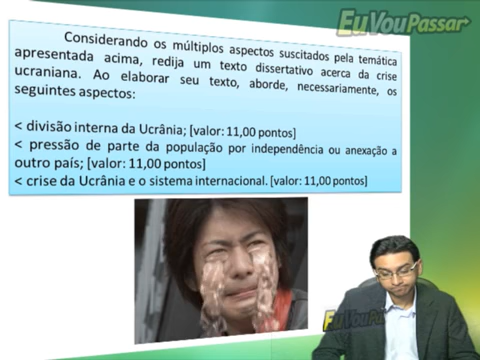 EuVouPassar
Considerando os múltiplos aspectos suscitados pela temática
apresentada acima, redija um texto dissertativo acerca da crise
ucraniana. Ao elaborar seu texto, aborde, necessariamente, os
seguintes aspectos:
< divisão interna da Ucrânia; [valor: 11,00 pontos]
< pressão de parte da população por independência ou anexação a
outro país; [valor: 11,00 pontos]
< crise da Ucrânia e o sistema internacional. [valor: 11,00 pontos]
EuVouPa